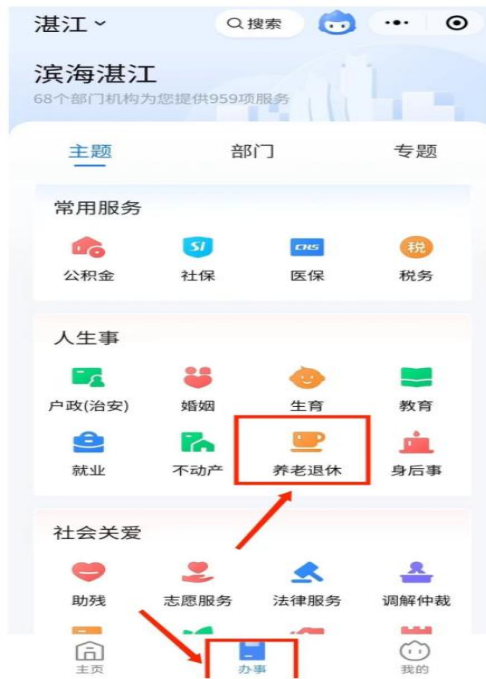 湛江
搜索
滨海湛江
68个部门机构为您提供959项服务
主题 部门 专题
常用服务
SI CHS 税
公积金 社保 医保 税务
人生事
户政(治安) 婚姻 生育 教育
就业 不动产 养老退休 身后事
社会关爱
助残 志愿服务 法律服务 调解仲裁
主页 办事 我的